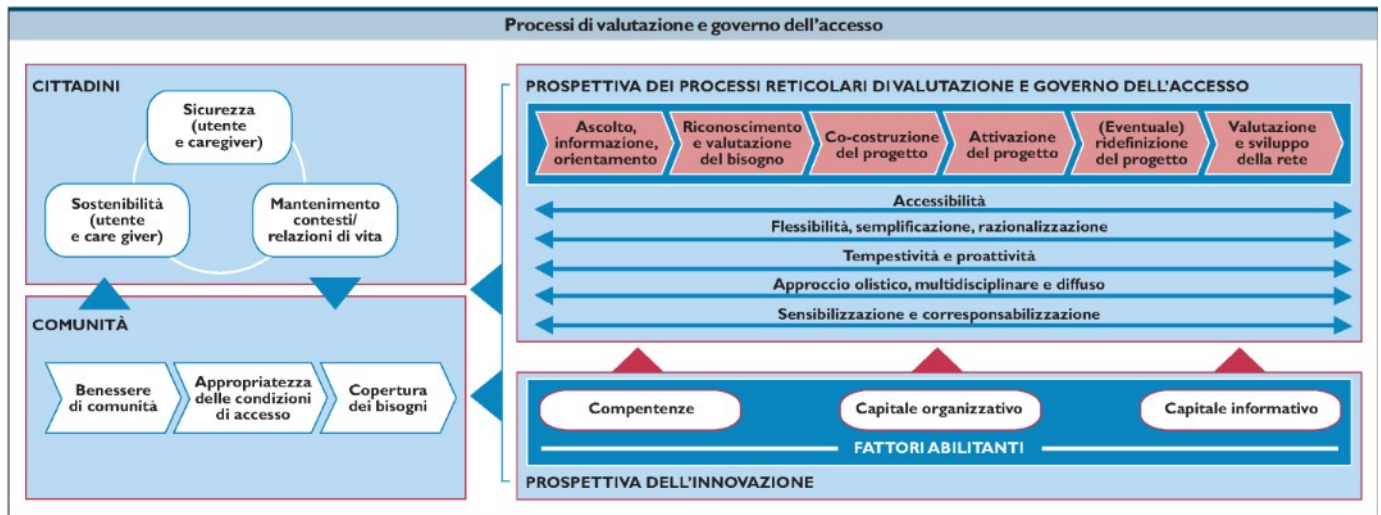 Processi di valutazione e governo dell'accesso
CITTADINI
Sicurezza
(utente
e caregiver)
Sostenibilità
(utente
e care giver)
Mantenimento
contesti/
relazioni di vita
COMUNITÀ
Benessere
di comunità
Appropriatezza
delle condizioni
di accesso
Copertura
dei bisogni
PROSPETTIVA DEI PROCESSI RETICOLARI DI VALUTAZIONE E GOVERNO DELL'ACCESSO
Ascolto,
informazione,
orientamento
Riconoscimento
e valutazione
del bisogno
Co-costruzione
del progetto
Attivazione
del progetto
(Eventuale)
ridefinizione
del progetto
Valutazione
e sviluppo
della rete
Accessibilità
Flessibilità, semplificazione, razionalizzazione
Tempestività e proattività
Approccio olistico, multidisciplinare e diffuso
Sensibilizzazione e corresponsabilizzazione
Compentenze
Capitale organizzativo
Capitale informativo
FATTORI ABILITANTI
PROSPETTIVA DELL'INNOVAZIONE